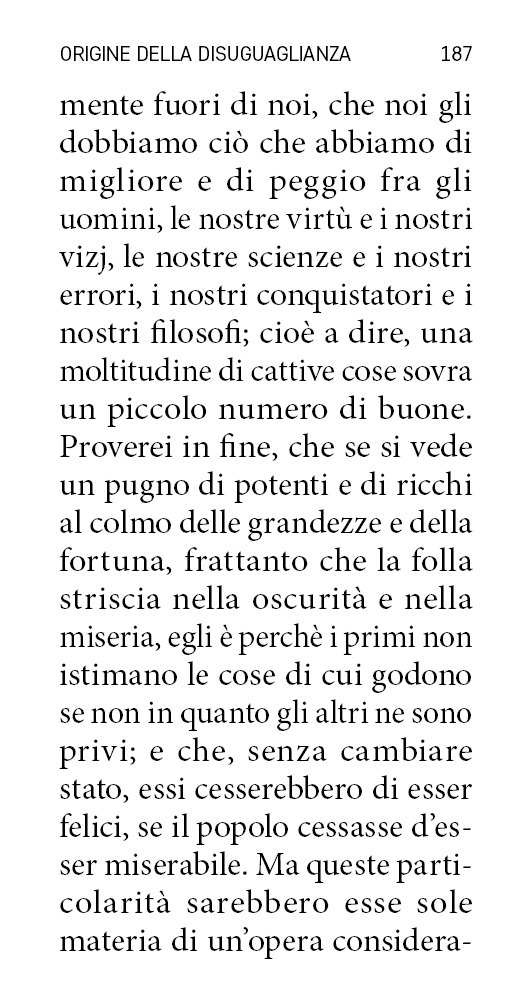 ORIGINE DELLA DISUGUAGLIANZA 187
mente fuori di noi, che noi gli
dobbiamo ciò che abbiamo di
migliore e di peggio fra gli
uomini, le nostre virtù e i nostri
vizj, le nostre scienze e i nostri
errori, i nostri conquistatori e i
nostri filosofi; cioè a dire, una
moltitudine di cattive cose sovra
un piccolo numero di buone.
Proverei in fine, che se si vede
un pugno di potenti e di ricchi
al colmo delle grandezze e della
fortuna, frattanto che la folla
striscia nella oscurità e nella
miseria, egli è perchè i primi non
istimano le cose di cui godono
se non in quanto gli altri ne sono
privi; e che, senza cambiare
stato, essi cesserebbero di esser
felici, se il popolo cessasse d’es-
ser miserabile. Ma queste parti-
colarità sarebbero esse sole
materia di un’opera considera-